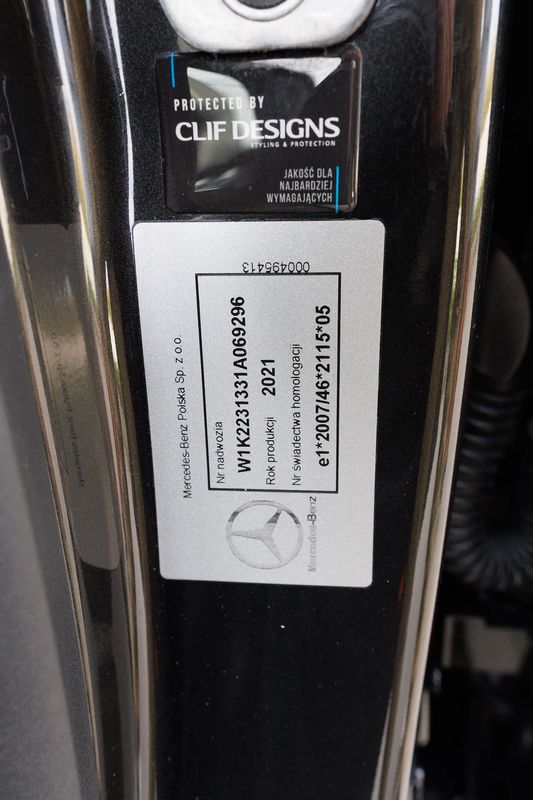 PROTECTED BY
CLIF DESIGNS
STYLING & PROTECTION
JAKOŚĆ DLA
NAJBARDZIEJ
WYMAGAJĄCYCH
000495413
Mercedes-Benz Polska Sp. z o.o.
Nr nadwozia
W1K2231331A069296
Rok produkcji 2021
Nr świadectwa homologacji
e1*2007/46*2115*05
Mercedes-Benz